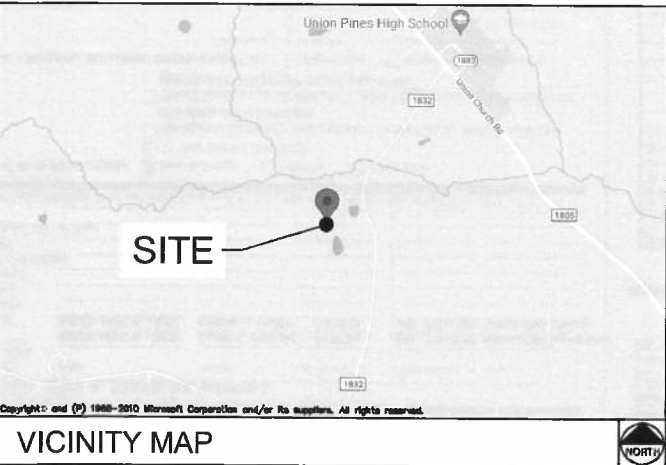 Union Pines High School
1883
1832
Union Church Rd
1805
SITE
1832
Copyright © and (P) 1988-2010 Microsoft Corporation and/or its suppliers. All rights reserved.
VICINITY MAP
NORTH